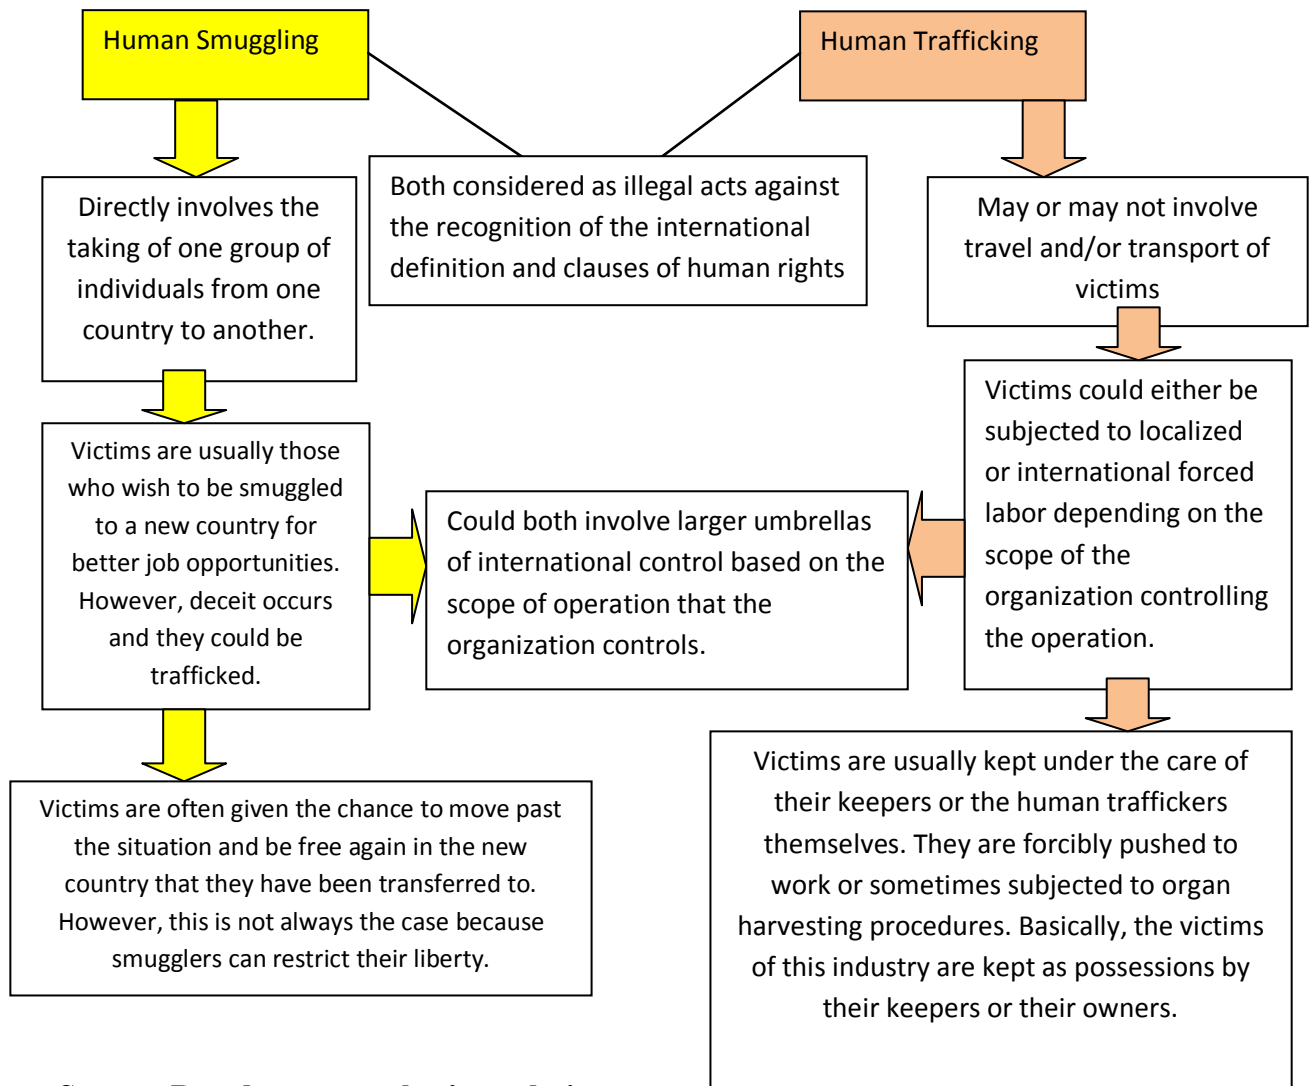 Human Smuggling
Human Trafficking
Both considered as illegal acts against
the recognition of the international
definition and clauses of human rights
Directly involves the
taking of one group of
individuals from one
country to another.
May or may not involve
travel and/or transport of
victims
Victims are usually those
who wish to be smuggled
to a new country for
better job opportunities.
However, deceit occurs
and they could be
trafficked.
Could both involve larger umbrellas
of international control based on the
scope of operation that the
organization controls.
Victims could either be
subjected to localized
or international forced
labor depending on the
scope of the
organization controlling
the operation.
Victims are often given the chance to move past
the situation and be free again in the new
country that they have been transferred to.
However, this is not always the case because
smugglers can restrict their liberty.
Victims are usually kept under the care of
their keepers or the human traffickers
themselves. They are forcibly pushed to
work or sometimes subjected to organ
harvesting procedures. Basically, the victims
of this industry are kept as possessions by
their keepers or their owners.